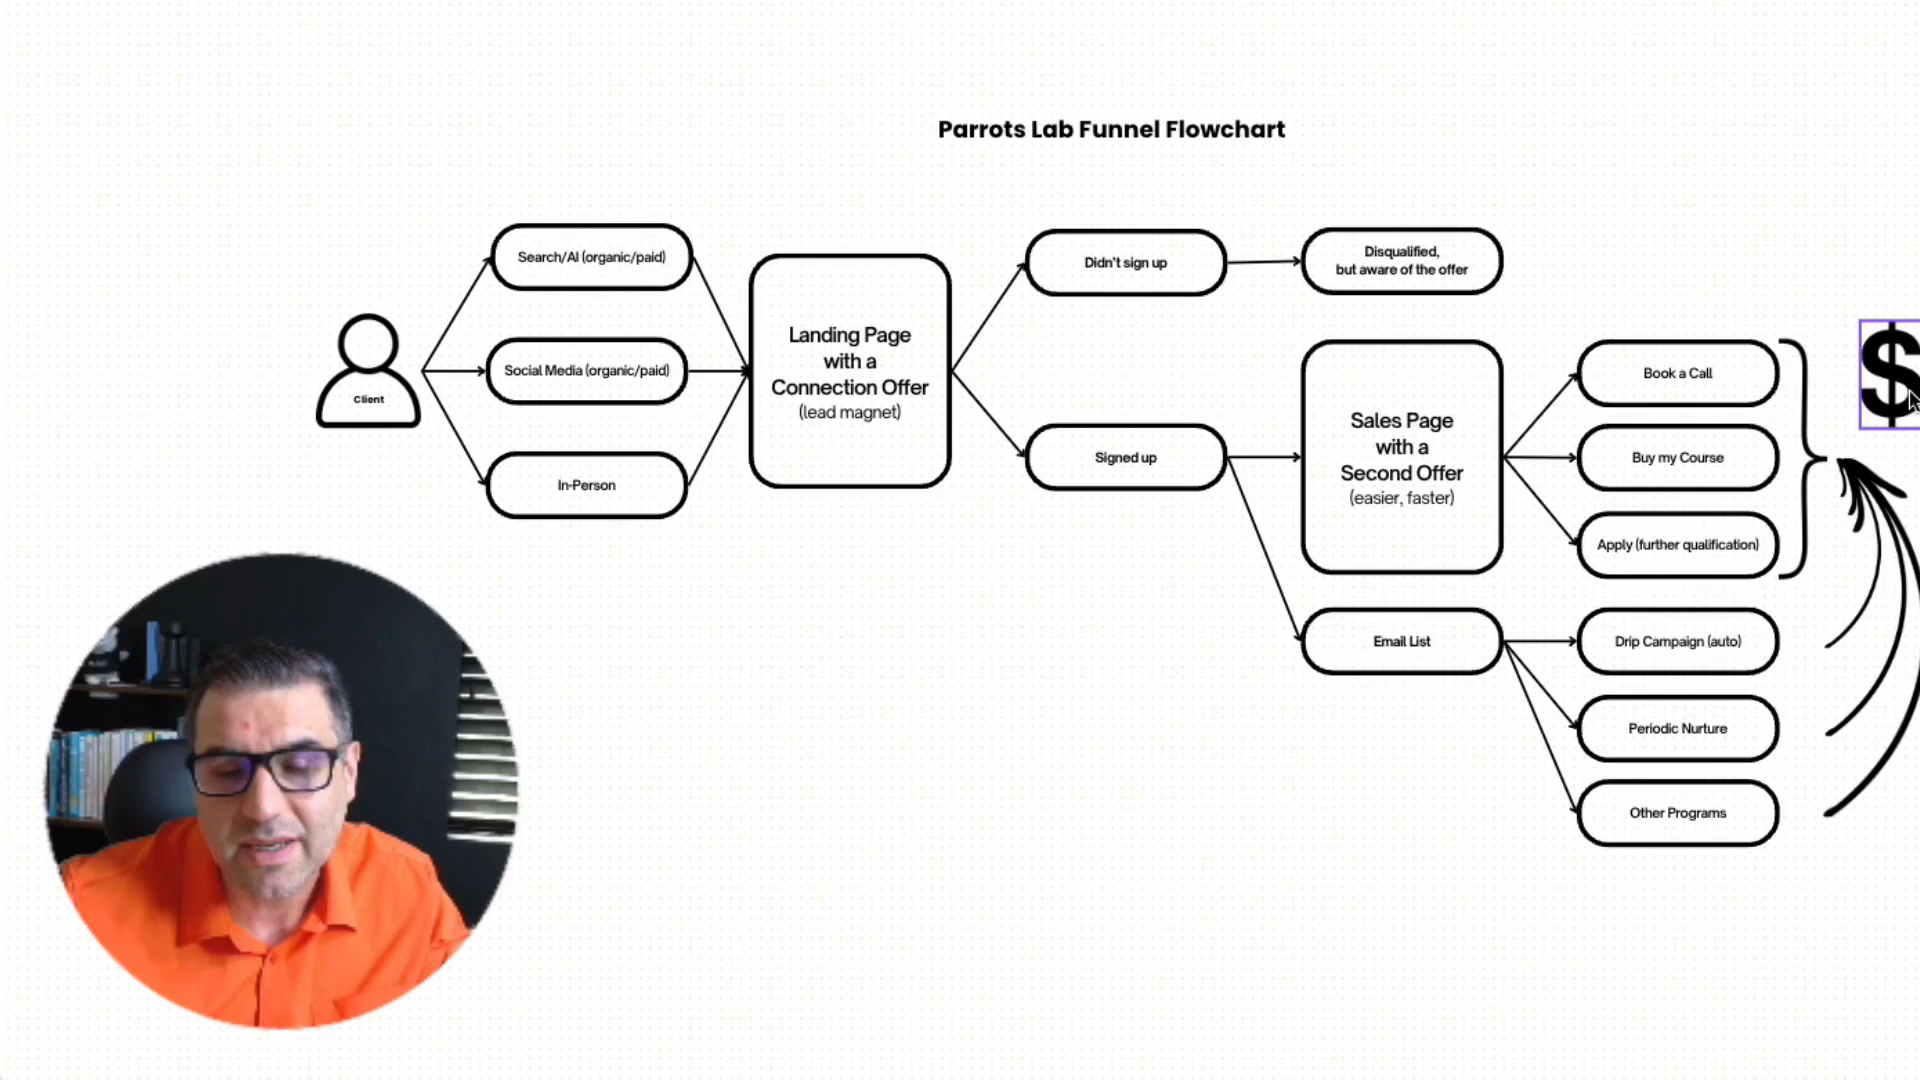 Parrots Lab Funnel Flowchart
Client
Search/AI (organic/paid)
Social Media (organic/paid)
In-Person
Landing Page
with a
Connection Offer
(lead magnet)
Didn't sign up
Signed up
Disqualified,
but aware of the offer
Sales Page
with a
Second Offer
(easier, faster)
Email List
Book a Call
Buy my Course
Apply (further qualification)
Drip Campaign (auto)
Periodic Nurture
Other Programs
$